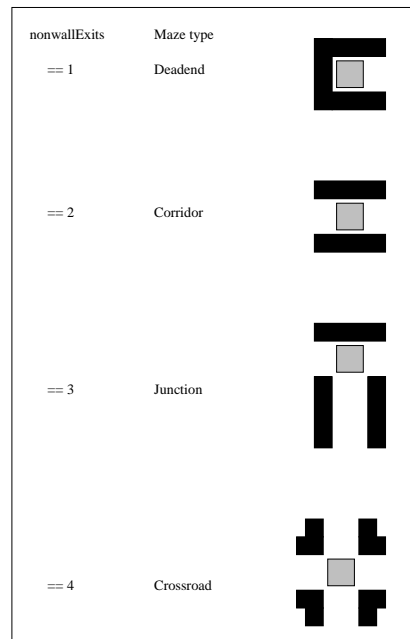 nonwallExits Maze type
== 1 Deadend
== 2 Corridor
== 3 Junction
== 4 Crossroad